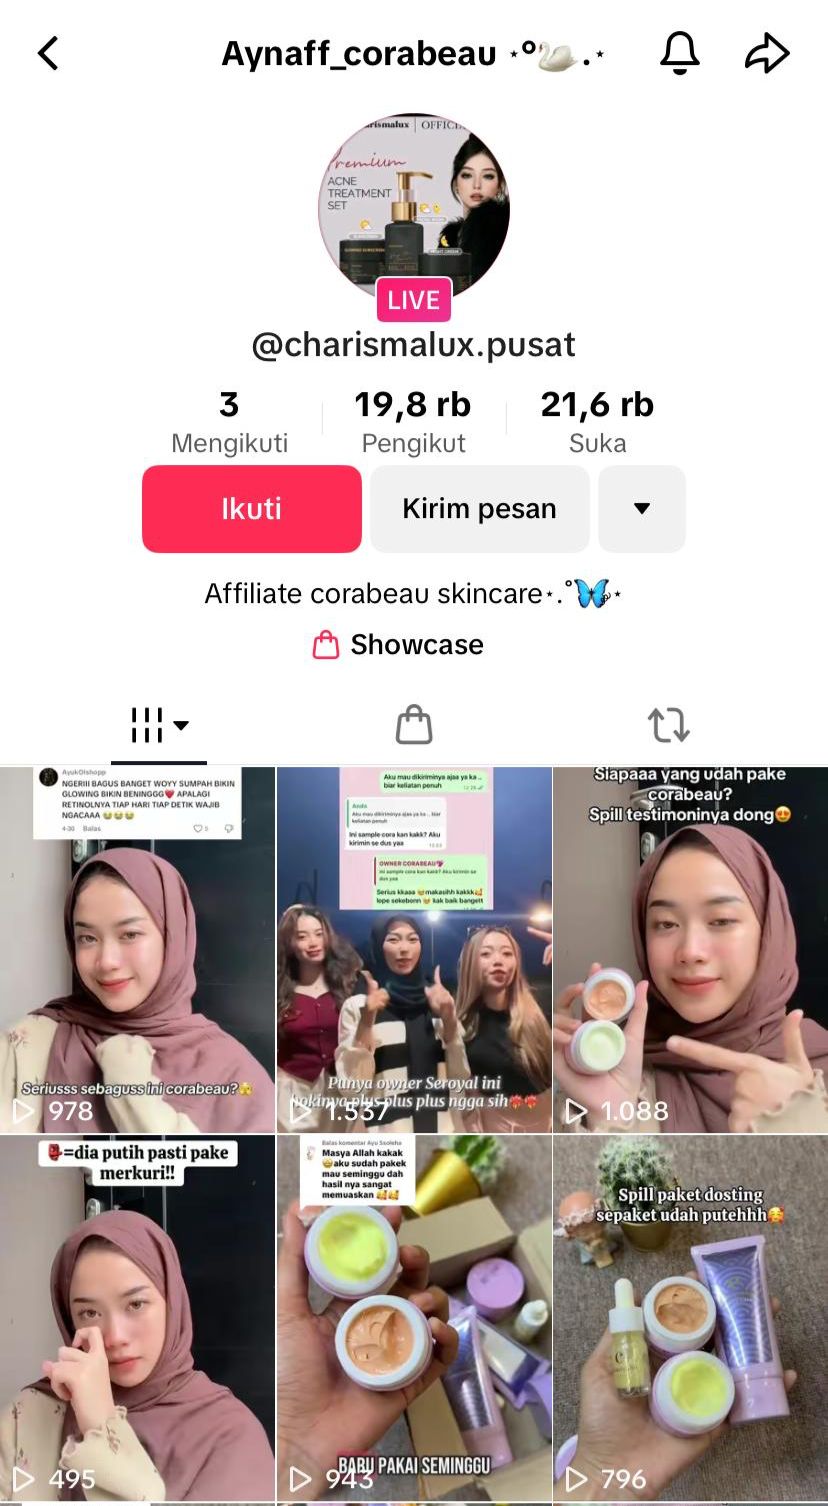 Aynaff_corabeau
OFFICI
Premium
ACNE
TREATMENT
SET
LIVE
@charismalux.pusat
3
19,8 rb
21,6 rb
Mengikuti
Pengikut
Suka
Ikuti
Kirim pesan
Affiliate corabeau skincare
Showcase
AyukOlshopp
NGERIII BAGUS BANGET WOYY SUMPAH BIKIN
GLOWING BIKIN BENINGGG❤️ APALAGI
RETINOLNYA TIAP HARI TIAP DETIK WAJIB
NGACAAA 😭😭😭
4-30 Balas
Seriusss sebaguss ini corabeau?
978
Aku mau dikiriminya ajaa ya ka...
biar keliatan penuh
Anda
Aku mau dikiriminya ajaa ya ka... biar
keliatan penuh
Ini sample cora kan kakk? Aku
kirimin se dus yaa
OWNER CORABEAU
Ini sample cora kan kakk? Aku kirimin se
dus yaa
Serius kkaaa makasihh kakkk
lope sekebonn kak baik bangett
Punya owner Seroyal ini
hokinya plus plus plus ngga sih
1.537
Siapaaa yang udah pake
corabeau?
Spill testimoninya dong😍
1.088
👺=dia putih pasti pake
merkuri!!
495
Balas komentar Ayu Ssoleha
Masya Allah kakak
🤩aku sudah pakek
mau seminggu dah
hasil nya sangat
memuaskan 🥰🥰
BARU PAKAI SEMINGGU
943
Spill paket dosting
sepaket udah putehhh🥰
796